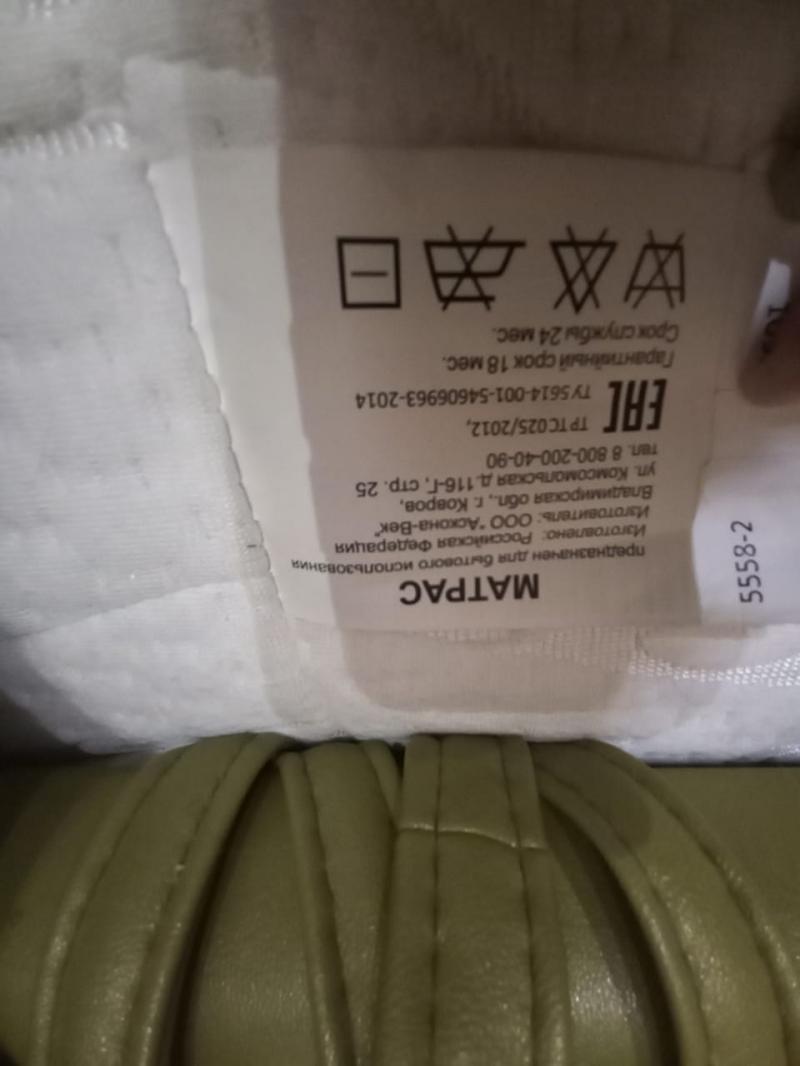 МАТРАС
предназначен для бытового использования
Изготовлено: Российская Федерация
Изготовитель: ООО "Аскона-Век"
Владимирская обл., г. Ковров,
ул. Комсомольская д.116-Г, стр. 25
тел. 8 800-200-40-90
ЕАС ТР ТС025/2012,
ТУ 5614-001-54606963-2014
Гарантийный срок 18 мес.
Срок службы 24 мес.
5558-2